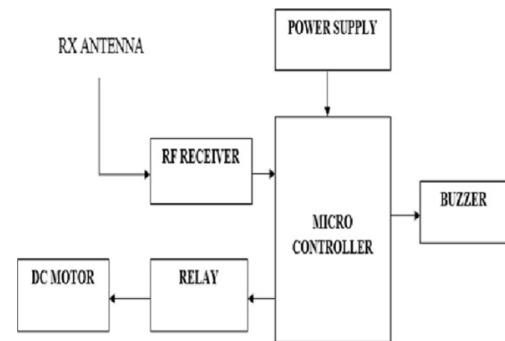 POWER SUPPLY
RX ANTENNA
RF RECEIVER
MICRO
CONTROLLER
BUZZER
DC MOTOR
RELAY